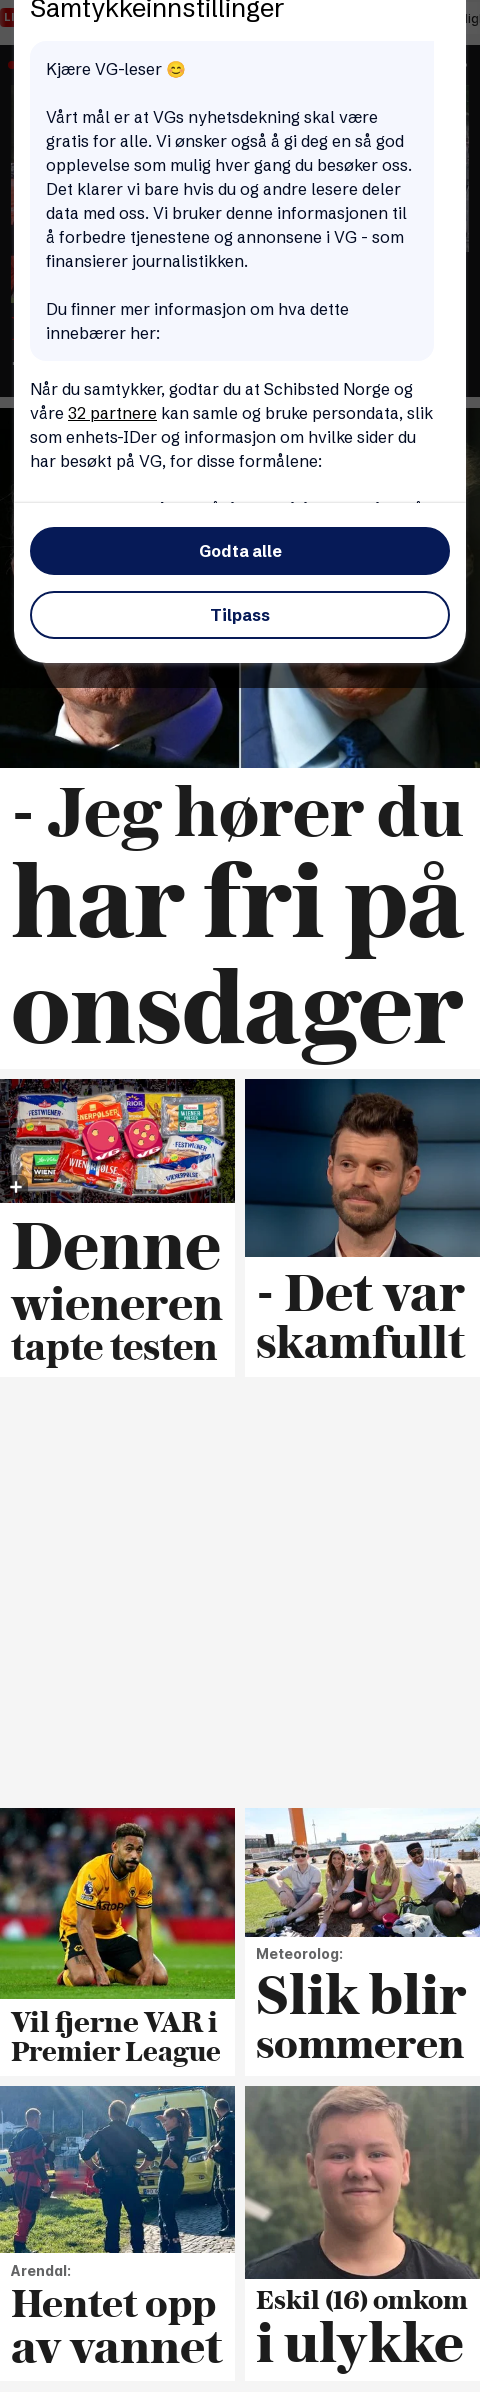 Samtykkeinnstillinger
Kjære VG-leser 😊
Vårt mål er at VGs nyhetsdekning skal være
gratis for alle. Vi ønsker også å gi deg en så god
opplevelse som mulig hver gang du besøker oss.
Det klarer vi bare hvis du og andre lesere deler
data med oss. Vi bruker denne informasjonen til
å forbedre tjenestene og annonsene i VG - som
finansierer journalistikken.
Du finner mer informasjon om hva dette
innebærer her:
Når du samtykker, godtar du at Schibsted Norge og
våre 32 partnere kan samle og bruke persondata, slik
som enhets-IDer og informasjon om hvilke sider du
har besøkt på VG, for disse formålene:
Godta alle
Tilpass
- Jeg hører du
har fri på
onsdager
FESTWIENER
WIENERPØLSE
VG
Denne
wieneren
tapte testen
- Det var
skamfullt
Vil fjerne VAR i
Premier League
Meteorolog:
Slik blir
sommeren
Arendal:
Hentet opp
av vannet
Eskil (16) omkom
i ulykke